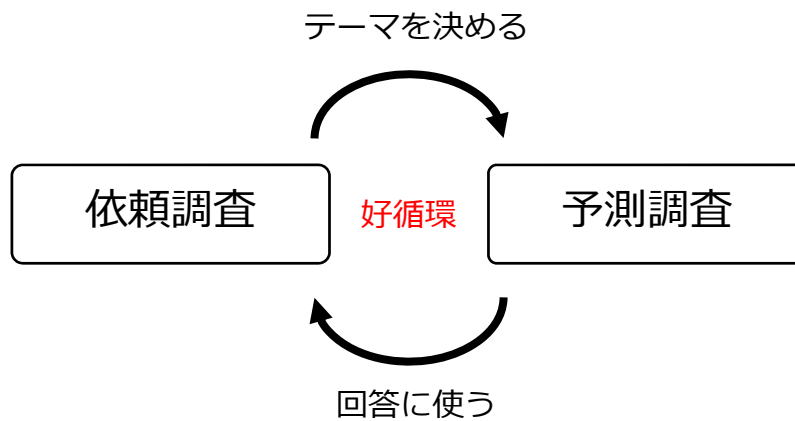 テーマを決める
依頼調査
好循環
予測調査
回答に使う